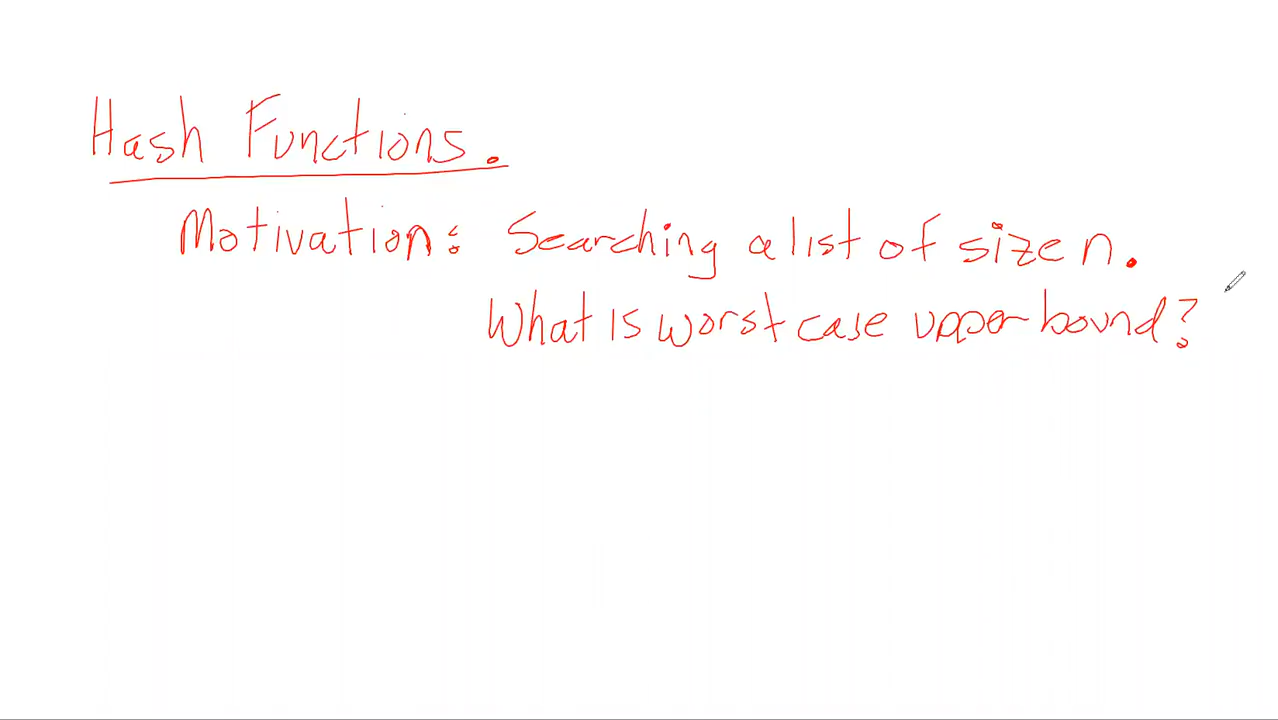 Hash Functions.
Motivation: Searching a list of size n.
What is worst case upper bound?